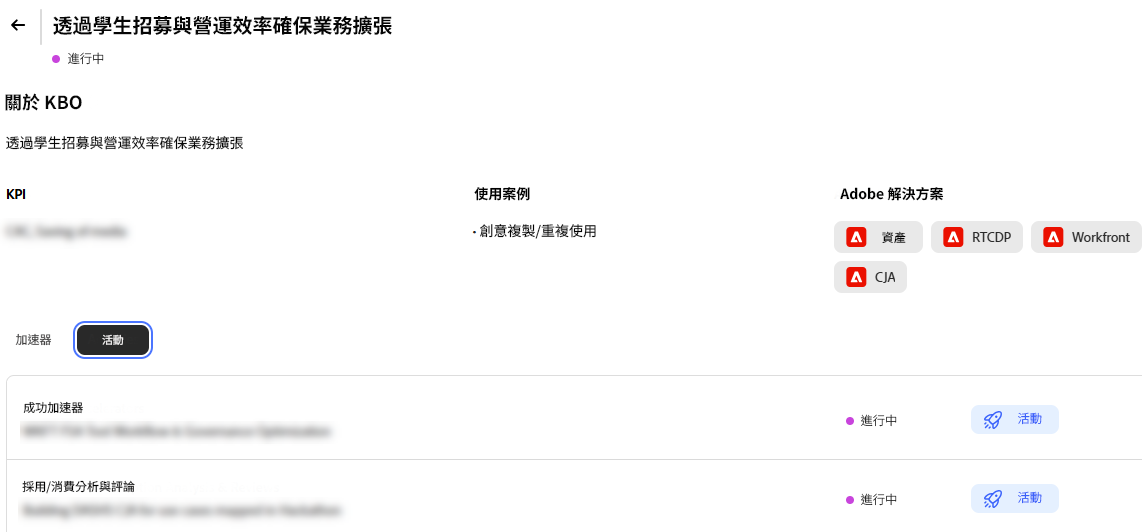 透過學生招募與營運效率確保業務擴張
進行中
關於 KBO
透過學生招募與營運效率確保業務擴張
KPI
使用案例
• 創意複製/重複使用
Adobe 解決方案
資產 RTCDP Workfront
CJA
加速器 活動
成功加速器
進行中 活動
採用/消費分析與評論
進行中 活動